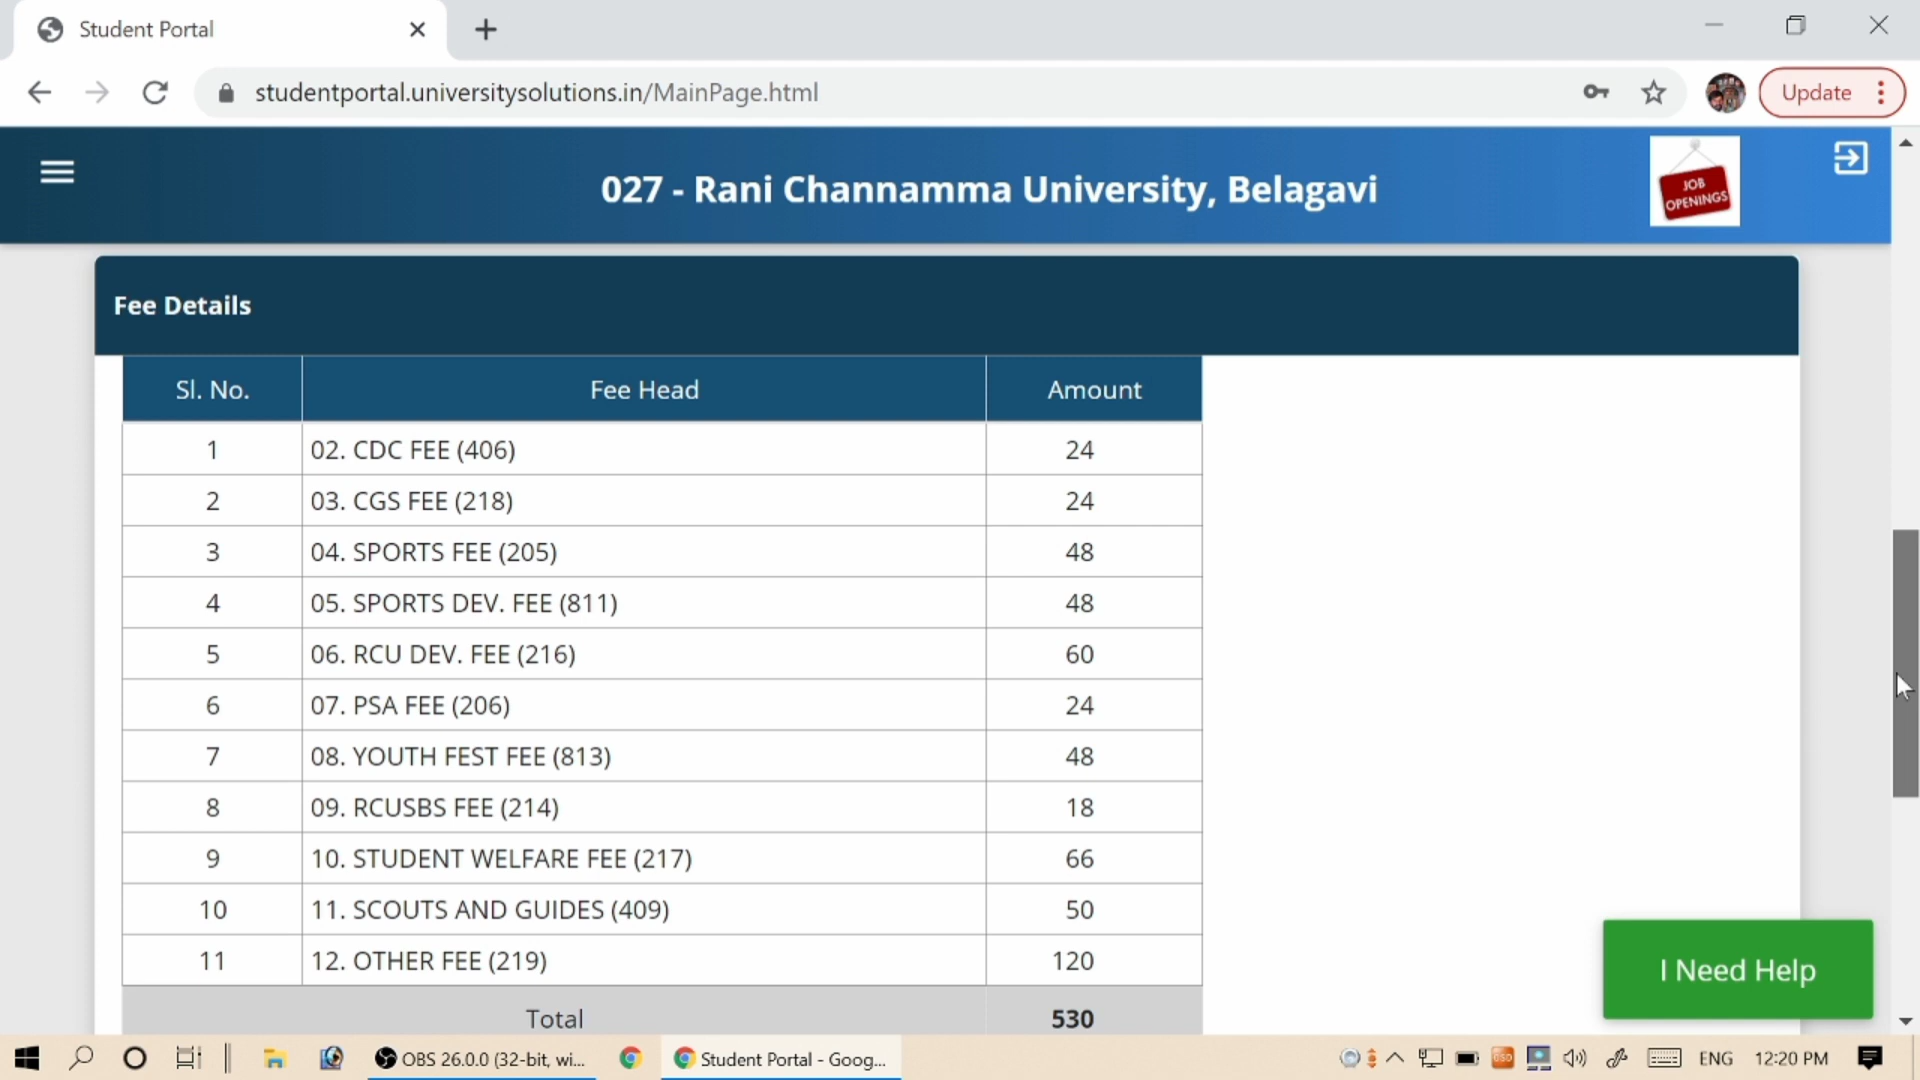 Student Portal
studentportal.universitysolutions.in/MainPage.html
Update
027 - Rani Channamma University, Belagavi
JOB
OPENINGS
Fee Details
Sl. No. Fee Head Amount
1 02. CDC FEE (406) 24
2 03. CGS FEE (218) 24
3 04. SPORTS FEE (205) 48
4 05. SPORTS DEV. FEE (811) 48
5 06. RCU DEV. FEE (216) 60
6 07. PSA FEE (206) 24
7 08. YOUTH FEST FEE (813) 48
8 09. RCUSBS FEE (214) 18
9 10. STUDENT WELFARE FEE (217) 66
10 11. SCOUTS AND GUIDES (409) 50
11 12. OTHER FEE (219) 120
Total 530
I Need Help
OBS 26.0.0 (32-bit, wi... Student Portal - Goog... ENG 12:20 PM